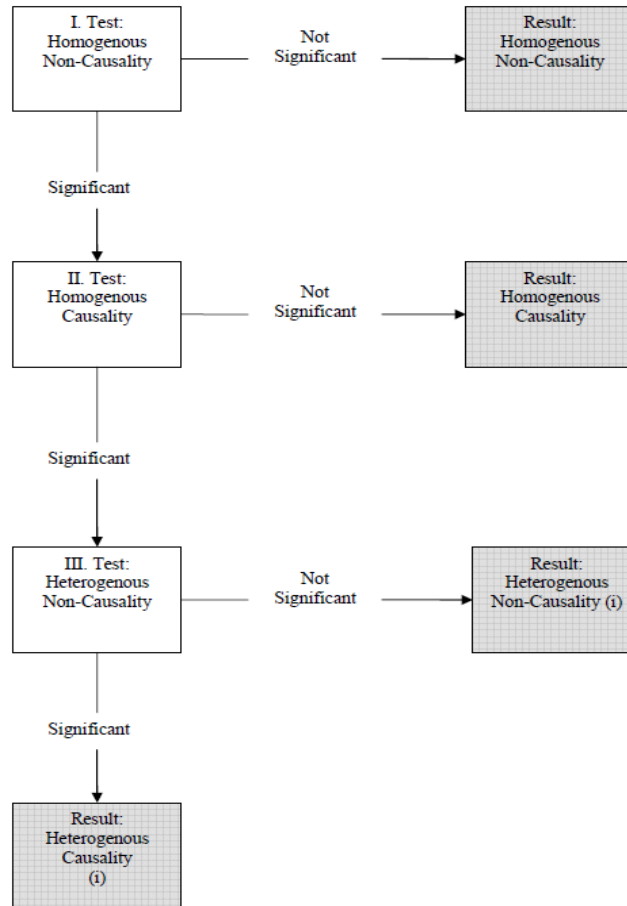 I. Test:
Homogenous
Non-Causality
Not
Significant
Result:
Homogenous
Non-Causality
Significant
II. Test:
Homogenous
Causality
Not
Significant
Result:
Homogenous
Causality
Significant
III. Test:
Heterogenous
Non-Causality
Not
Significant
Result:
Heterogenous
Non-Causality (i)
Significant
Result:
Heterogenous
Causality
(i)